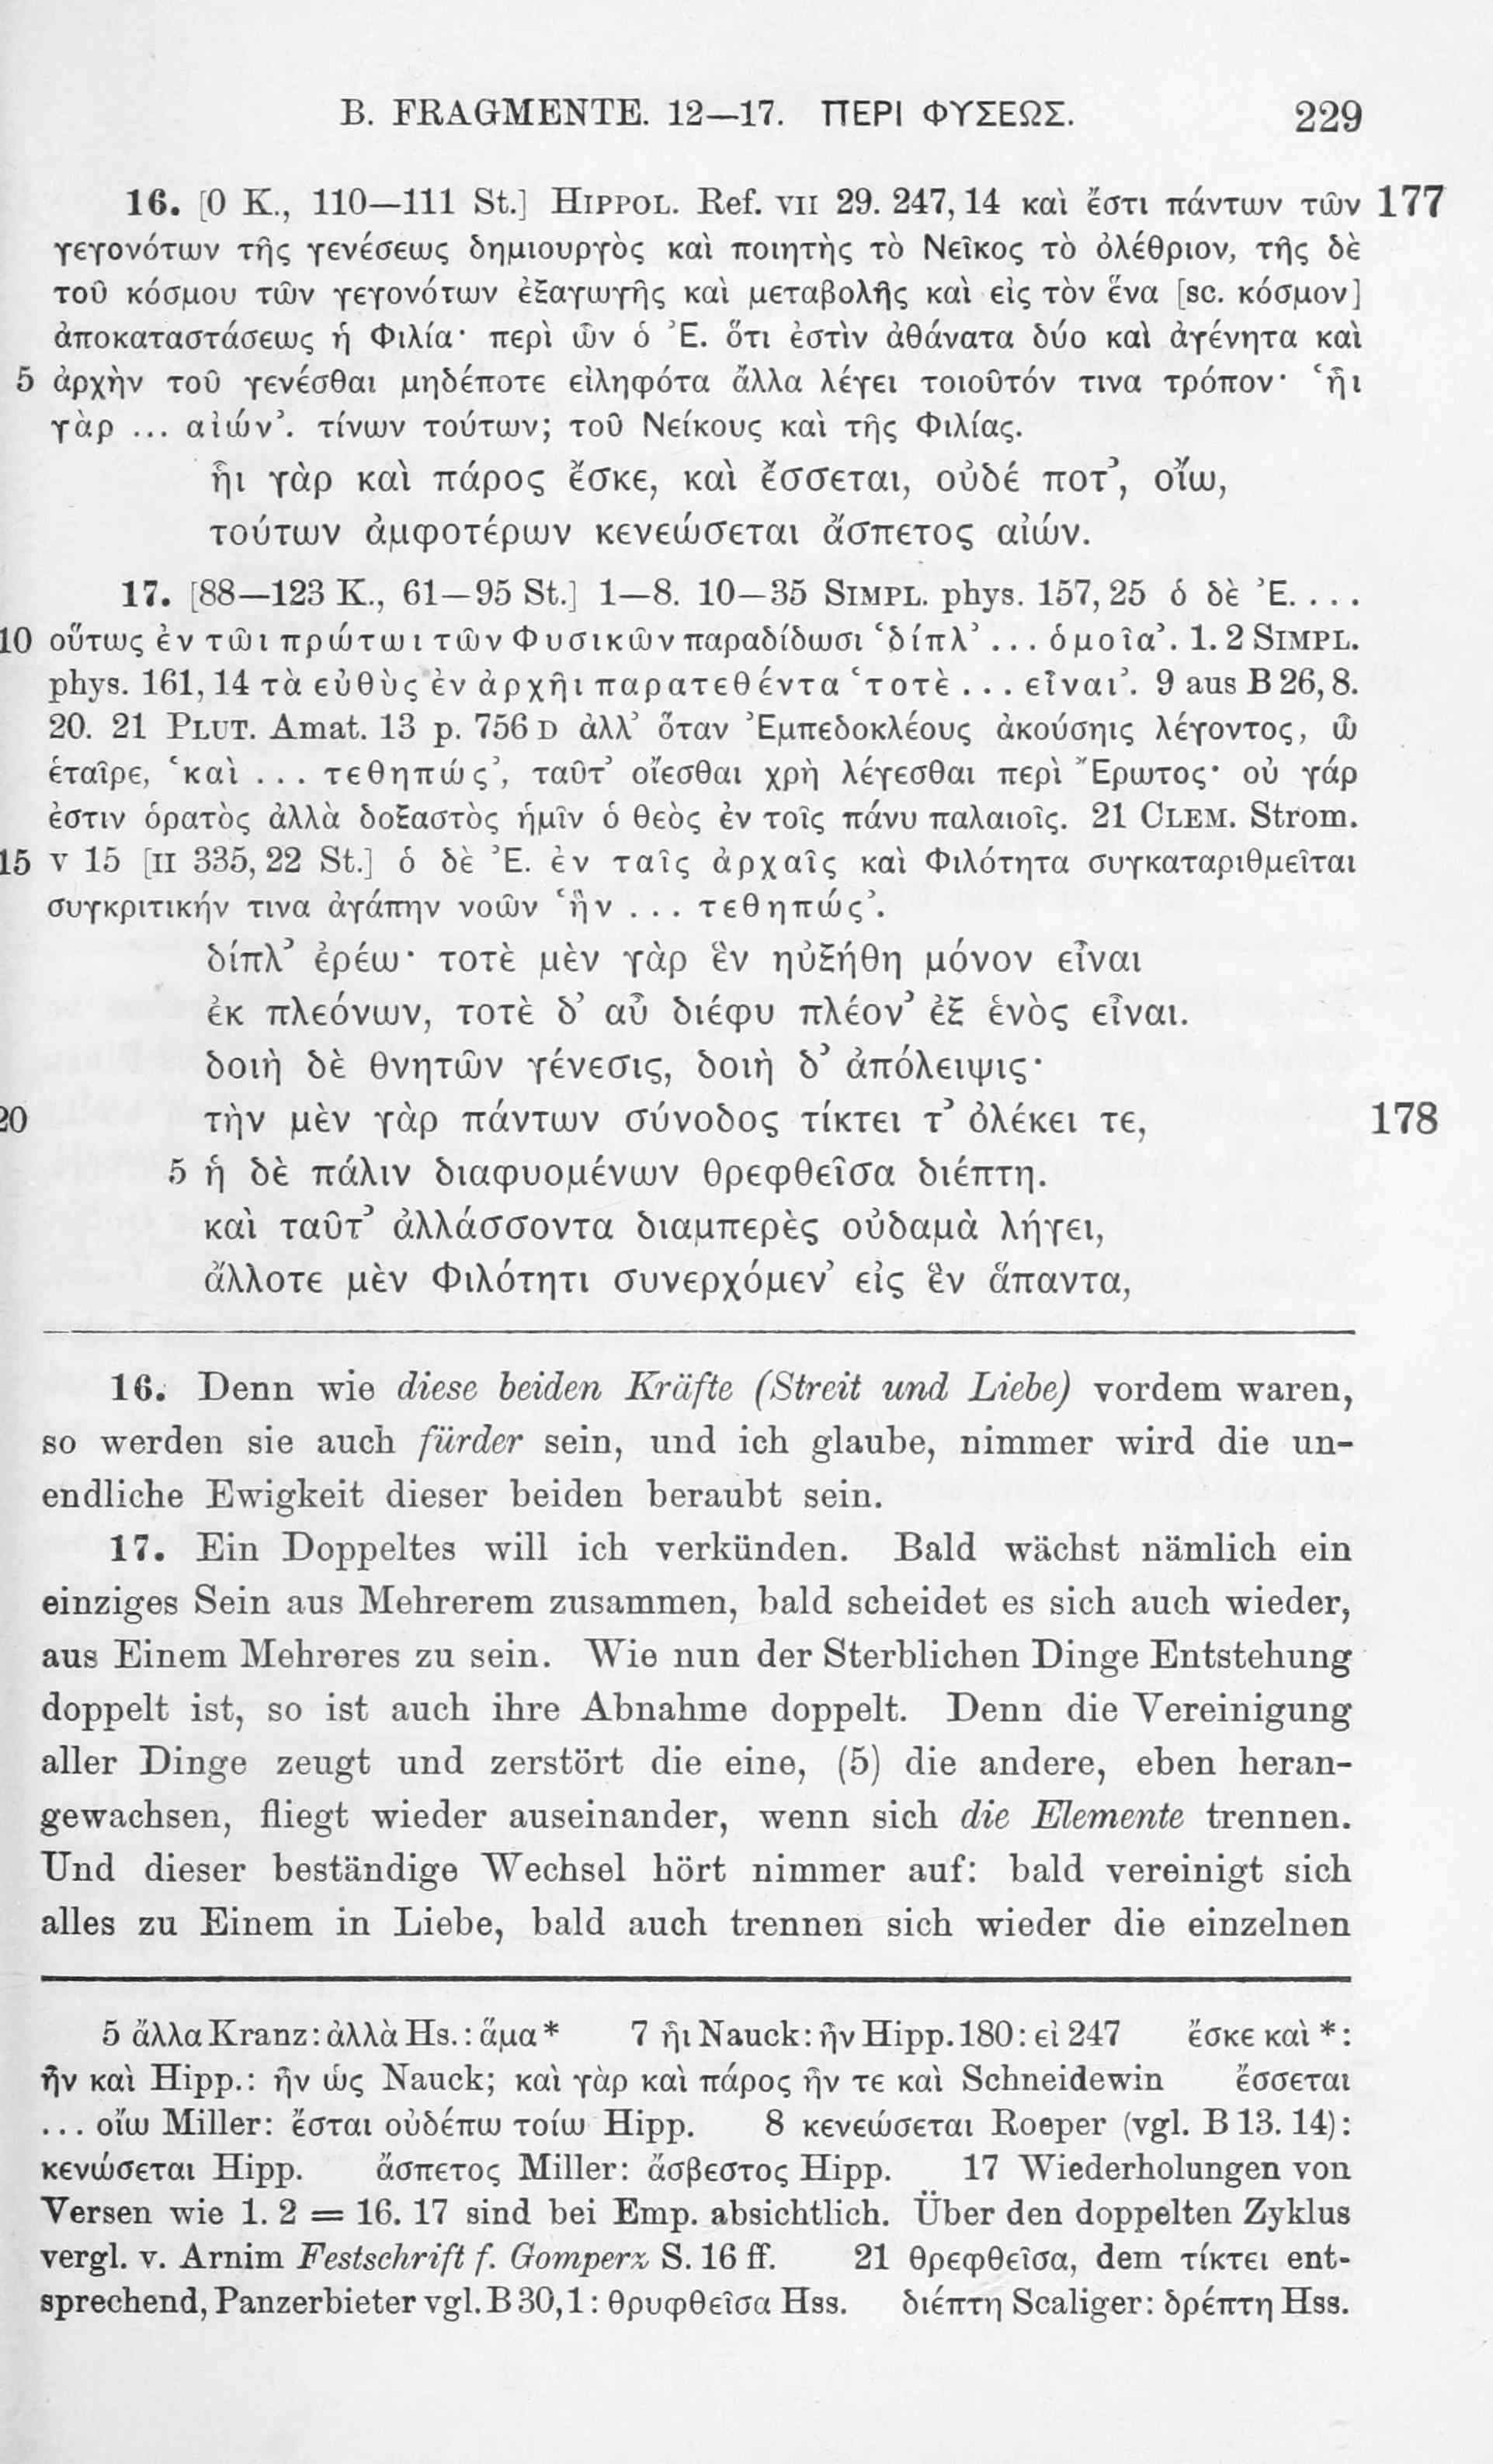 B. FRAGMENTE. 12—17. ΠΕΡΙ ΦΥΣΕΩΣ. 229
16. [0 K., 110—111 St.] HIPPOL. Ref. VII 29. 247, 14 καὶ ἔστι πάντων τῶν 177
γεγονότων τῆς γενέσεως δημιουργὸς καὶ ποιητὴς τὸ Νεῖκος τὸ ὀλέθριον, τῆς δὲ
τοῦ κόσμου τῶν γεγονότων ἐξαγωγῆς καὶ μεταβολῆς καὶ εἰς τὸν ἕνα [sc. κόσμον]
ἀποκαταστάσεως ἡ Φιλία· περὶ ὧν ὁ Ἐ. ὅτι ἐστὶν ἀθάνατα δύο καὶ ἀγένητα καὶ
5 ἀρχὴν τοῦ γενέσθαι μηδέποτε εἰληφότα ἄλλα λέγει τοιοῦτόν τινα τρόπον· ‘ἧι
γὰρ ... αἰών’. τίνων τούτων; τοῦ Νείκους καὶ τῆς Φιλίας.
ἧι γὰρ καὶ πάρος ἔσκε, καὶ ἔσσεται, οὐδέ ποτ’, οἴω,
τούτων ἀμφοτέρων κενεώσεται ἄσπετος αἰών.
17. [88—123 K., 61—95 St.] 1—8. 10—35 SIMPL. phys. 157, 25 ὁ δὲ Ἐ. ...
10 οὕτως ἐν τῶι πρώτωι τῶν Φυσικῶν παραδίδωσι ‘δίπλ’ ... ὁμοῖα’. 1. 2 SIMPL.
phys. 161, 14 τὰ εὐθὺς ἐν ἀρχῆι παρατεθέντα ‘τοτὲ ... εἶναι’. 9 aus B 26, 8.
20. 21 PLUT. Amat. 13 p. 756 D ἀλλ’ ὅταν Ἐμπεδοκλέους ἀκούσηις λέγοντος, ὦ
ἑταῖρε, ‘καὶ ... τεθηπώς’, ταῦτ’ οἴεσθαι χρὴ λέγεσθαι περὶ Ἔρωτος· οὐ γάρ
ἐστιν ὁρατὸς ἀλλὰ δοξαστὸς ἡμῖν ὁ θεὸς ἐν τοῖς πάνυ παλαιοῖς. 21 CLEM. Strom.
15 V 15 [II 335, 22 St.] ὁ δὲ Ἐ. ἐν ταῖς ἀρχαῖς καὶ Φιλότητα συγκαταριθμεῖται
συγκριτικήν τινα ἀγάπην νοῶν ‘ἣν ... τεθηπώς’.
δίπλ’ ἐρέω· τοτὲ μὲν γὰρ ἓν ηὐξήθη μόνον εἶναι
ἐκ πλεόνων, τοτὲ δ’ αὖ διέφυ πλέον’ ἐξ ἑνὸς εἶναι.
δοιὴ δὲ θνητῶν γένεσις, δοιὴ δ’ ἀπόλειψις·
20 τὴν μὲν γὰρ πάντων σύνοδος τίκτει τ’ ὀλέκει τε, 178
5 ἡ δὲ πάλιν διαφυομένων θρεφθεῖσα διέπτη.
καὶ ταῦτ’ ἀλλάσσοντα διαμπερὲς οὐδαμὰ λήγει,
ἄλλοτε μὲν Φιλότητι συνερχόμεν’ εἰς ἓν ἅπαντα,
16. Denn wie diese beiden Kräfte (Streit und Liebe) vordem waren,
so werden sie auch fürder sein, und ich glaube, nimmer wird die un-
endliche Ewigkeit dieser beiden beraubt sein.
17. Ein Doppeltes will ich verkünden. Bald wächst nämlich ein
einziges Sein aus Mehrerem zusammen, bald scheidet es sich auch wieder,
aus Einem Mehreres zu sein. Wie nun der Sterblichen Dinge Entstehung
doppelt ist, so ist auch ihre Abnahme doppelt. Denn die Vereinigung
aller Dinge zeugt und zerstört die eine, (5) die andere, eben heran-
gewachsen, fliegt wieder auseinander, wenn sich die Elemente trennen.
Und dieser beständige Wechsel hört nimmer auf: bald vereinigt sich
alles zu Einem in Liebe, bald auch trennen sich wieder die einzelnen
5 ἄλλα Kranz: ἀλλὰ Hs.: ἅμα* 7 ἧι Nauck: ἦν Hipp. 180: εἰ 247 ἔσκε καὶ *:
ἦν καὶ Hipp.: ἦν ὡς Nauck; καὶ γὰρ καὶ πάρος ἦν τε καὶ Schneidewin ἔσσεται
... οἴω Miller: ἔσται οὐδέπω τοίω Hipp. 8 κενεώσεται Roeper (vgl. B 13. 14):
κενώσεται Hipp. ἄσπετος Miller: ἄσβεστος Hipp. 17 Wiederholungen von
Versen wie 1. 2 = 16. 17 sind bei Emp. absichtlich. Über den doppelten Zyklus
vergl. v. Arnim Festschrift f. Gomperz S. 16 ff. 21 θρεφθεῖσα, dem τίκτει ent-
sprechend, Panzerbieter vgl. B 30, 1: θρυφθεῖσα Hss. διέπτη Scaliger: δρέπτη Hss.